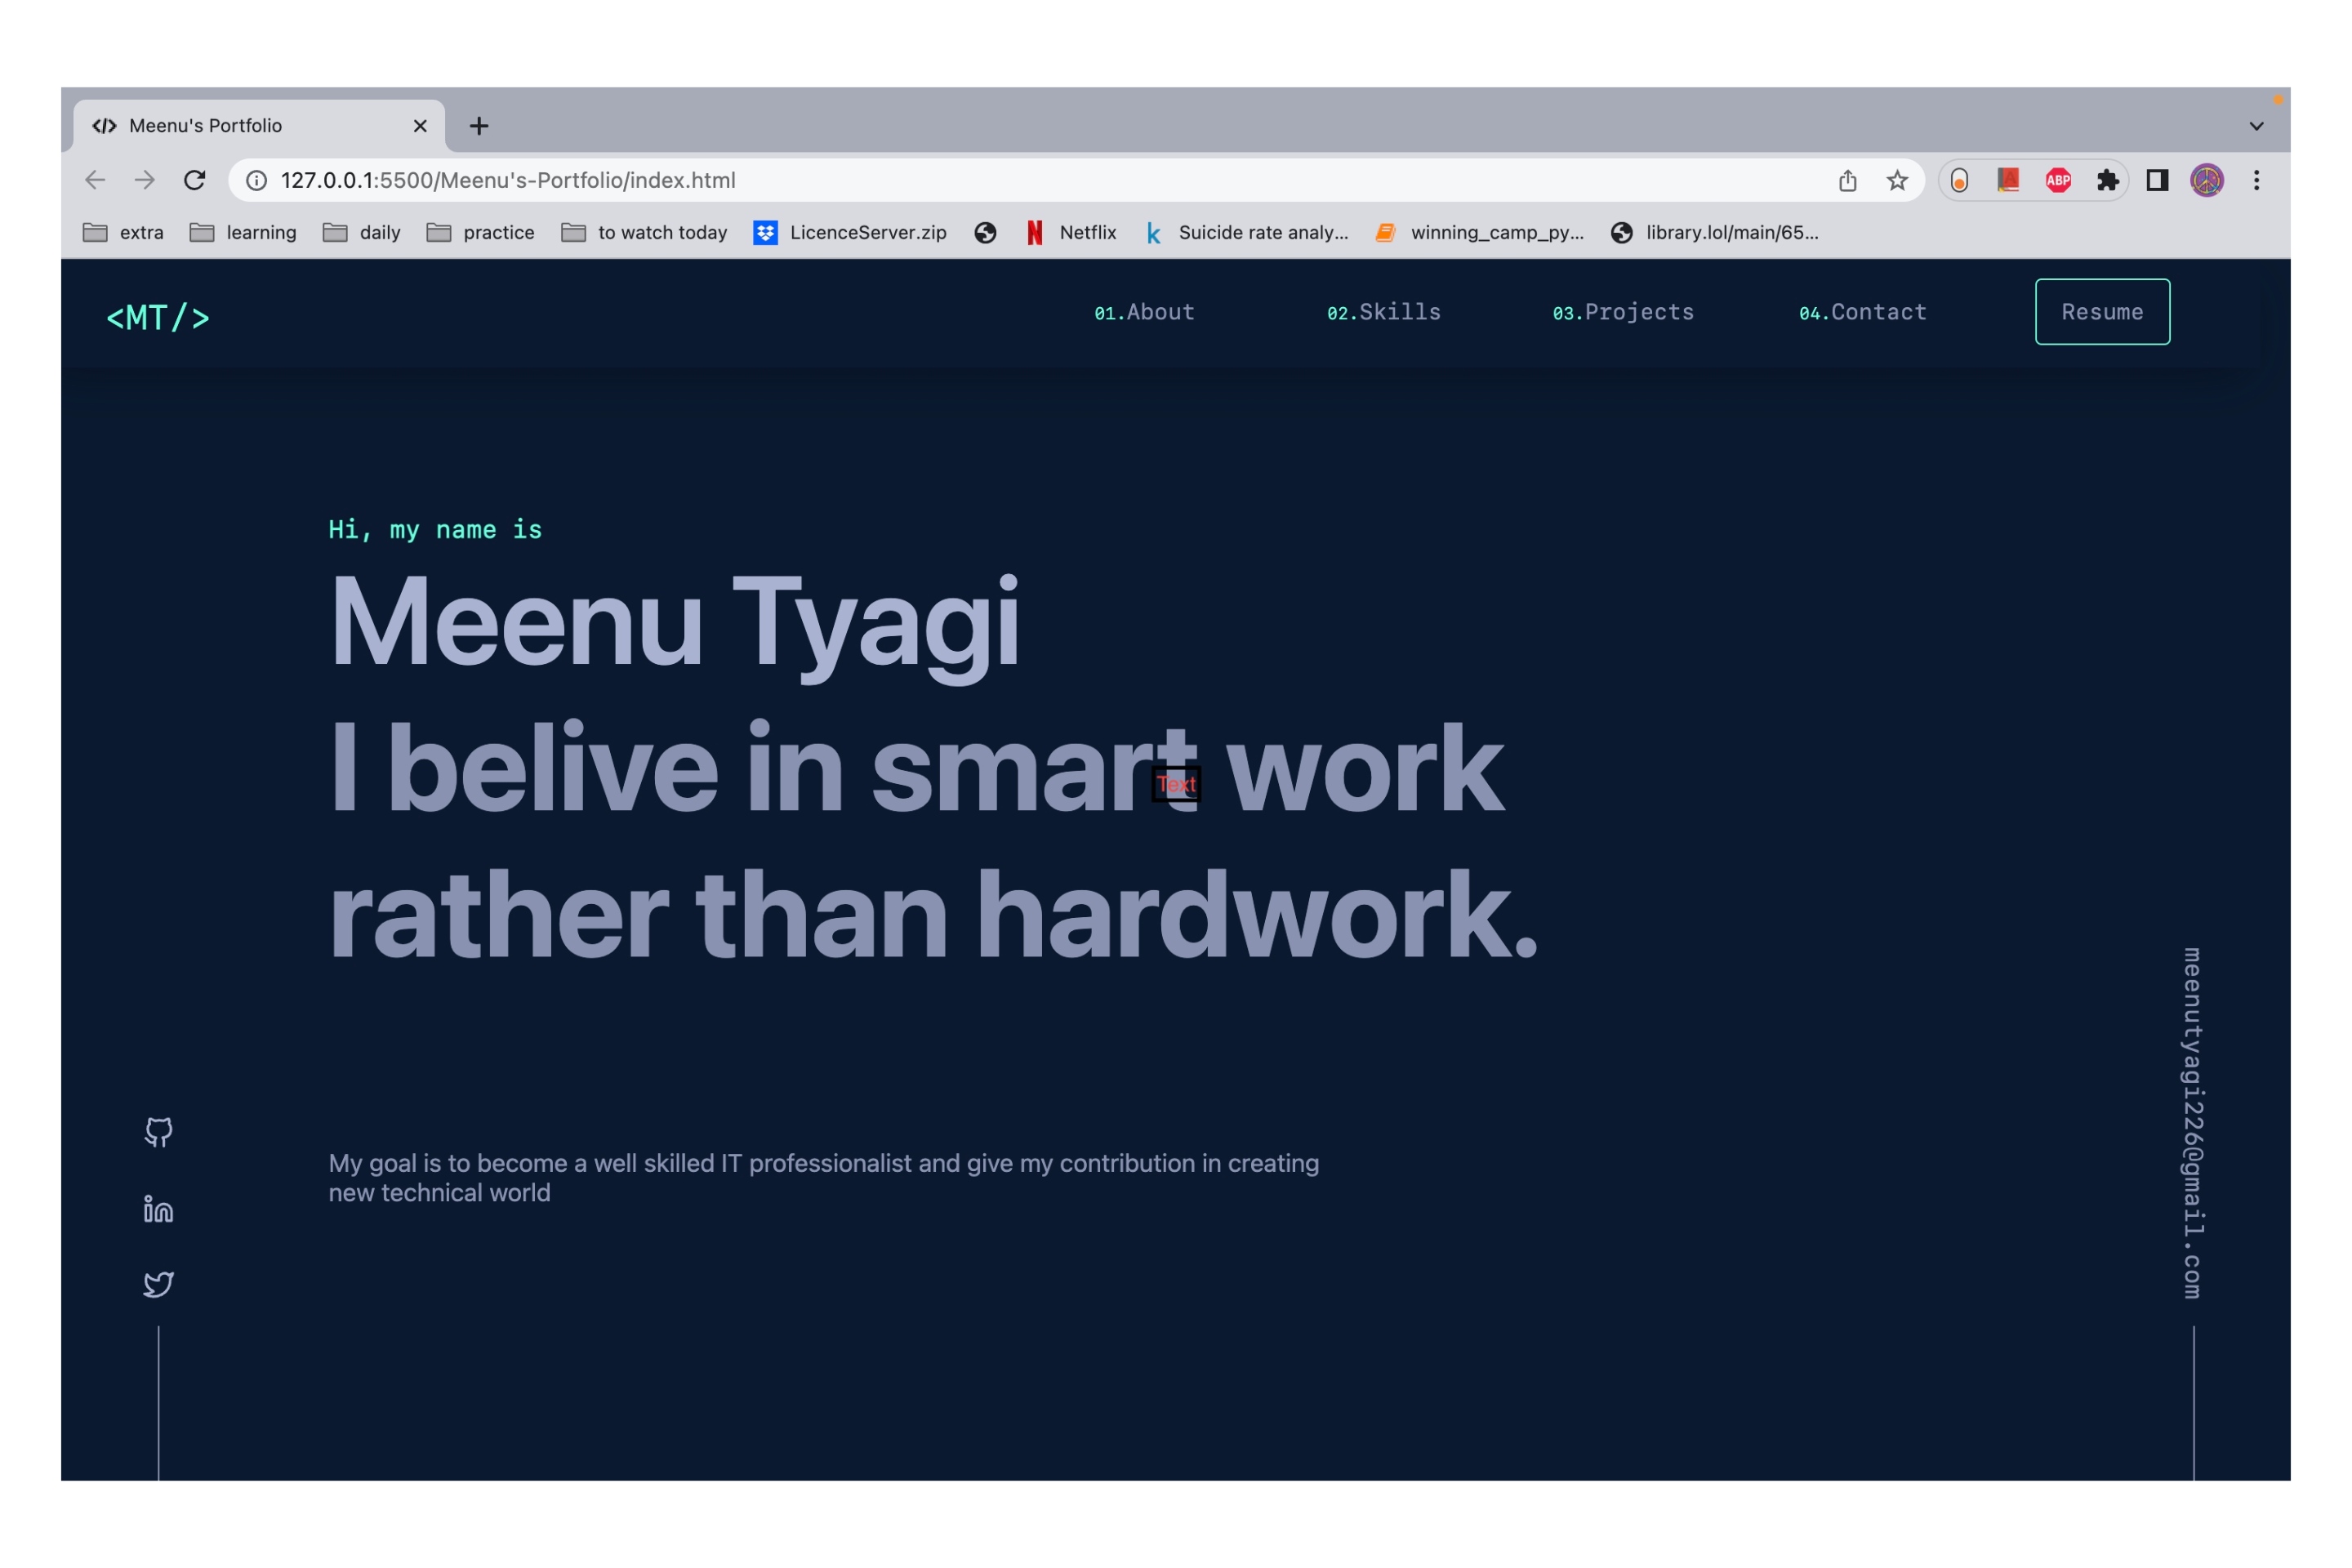 Meenu's Portfolio
127.0.0.1:5500/Meenu's-Portfolio/index.html
ABP
extra learning daily practice to watch today LicenceServer.zip N Netflix k Suicide rate analy... winning_camp_py... library.lol/main/65...
<MT/> 01.About 02.Skills 03.Projects 04.Contact Resume
Hi, my name is
Meenu Tyagi
I belive in smart work
Text
rather than hardwork.
My goal is to become a well skilled IT professionalist and give my contribution in creating
new technical world
in
meenutyagi226@gmail.com